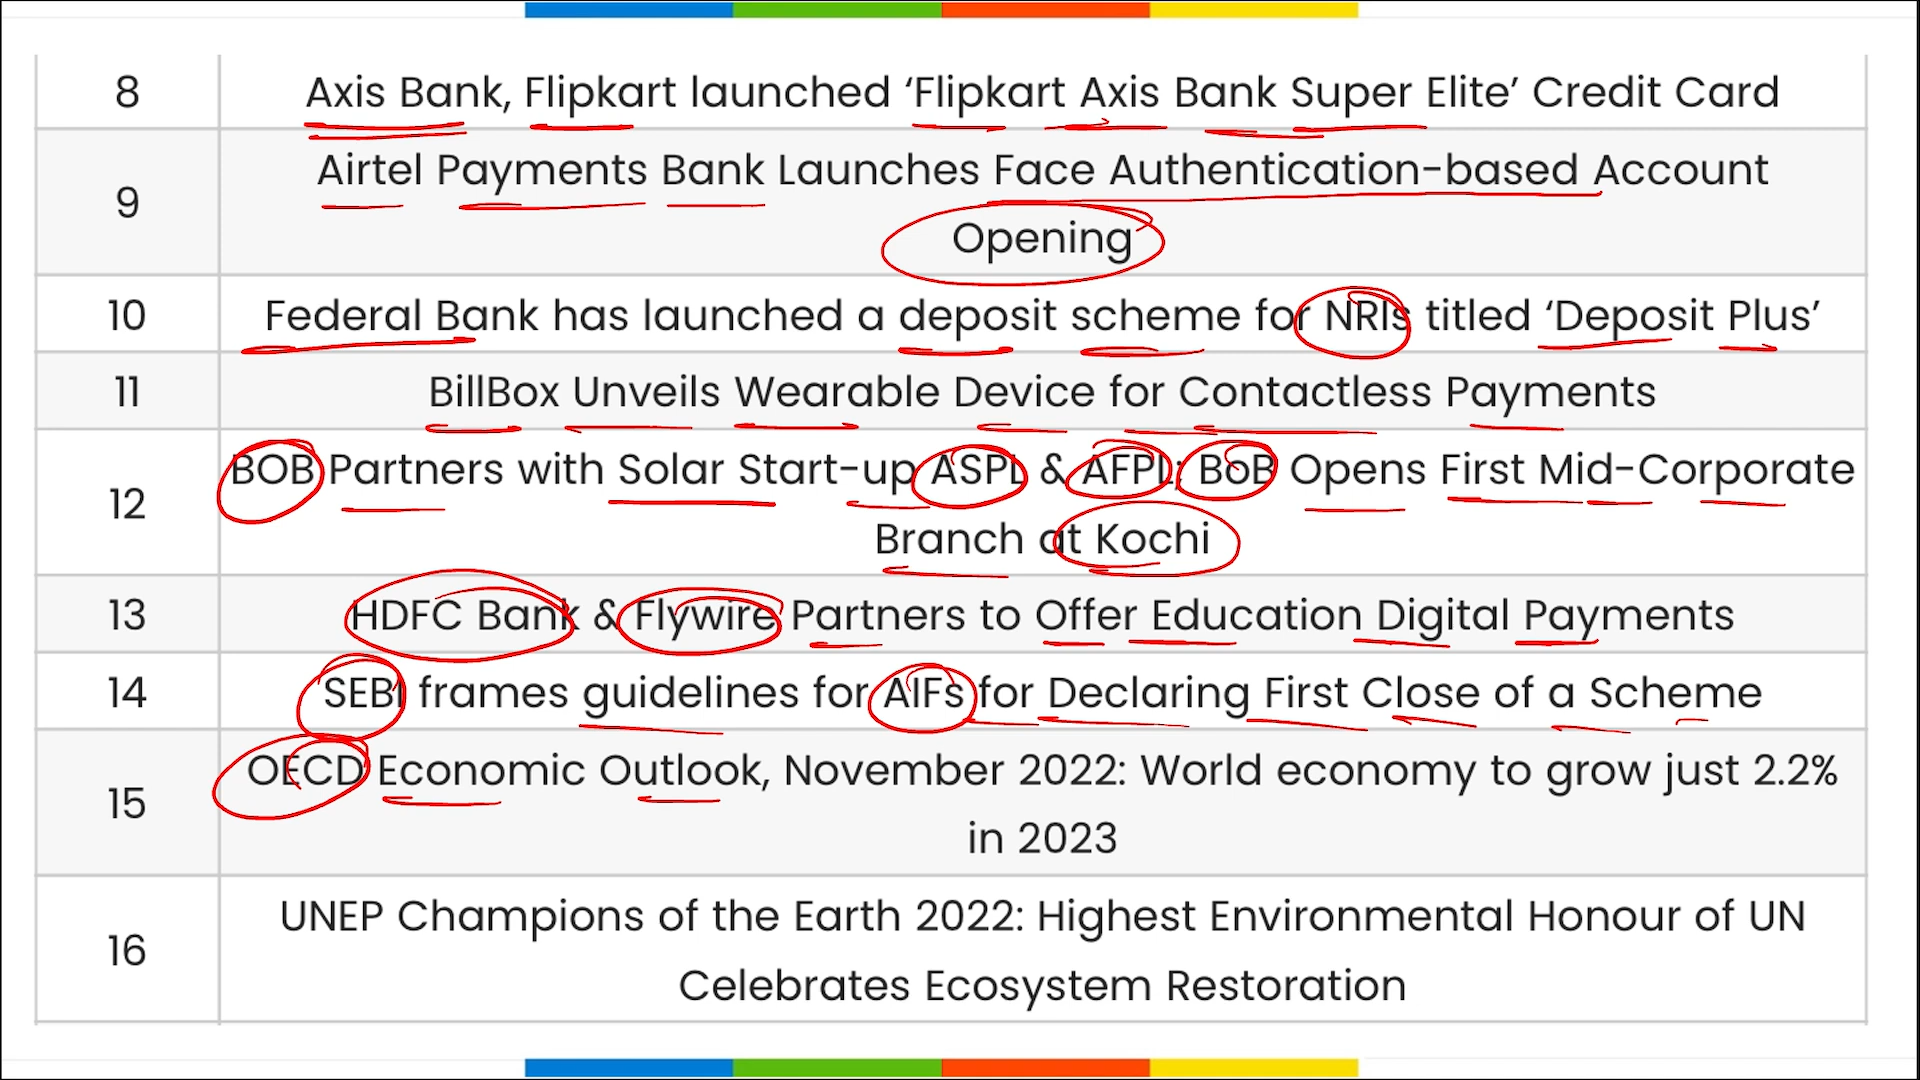 8 Axis Bank, Flipkart launched ‘Flipkart Axis Bank Super Elite’ Credit Card
9 Airtel Payments Bank Launches Face Authentication-based Account
Opening
10 Federal Bank has launched a deposit scheme for NRIs titled ‘Deposit Plus’
11 BillBox Unveils Wearable Device for Contactless Payments
12 BOB Partners with Solar Start-up ASPL & AFPL; BoB Opens First Mid-Corporate
Branch at Kochi
13 HDFC Bank & Flywire Partners to Offer Education Digital Payments
14 SEBI frames guidelines for AIFs for Declaring First Close of a Scheme
15 OECD Economic Outlook, November 2022: World economy to grow just 2.2%
in 2023
16 UNEP Champions of the Earth 2022: Highest Environmental Honour of UN
Celebrates Ecosystem Restoration